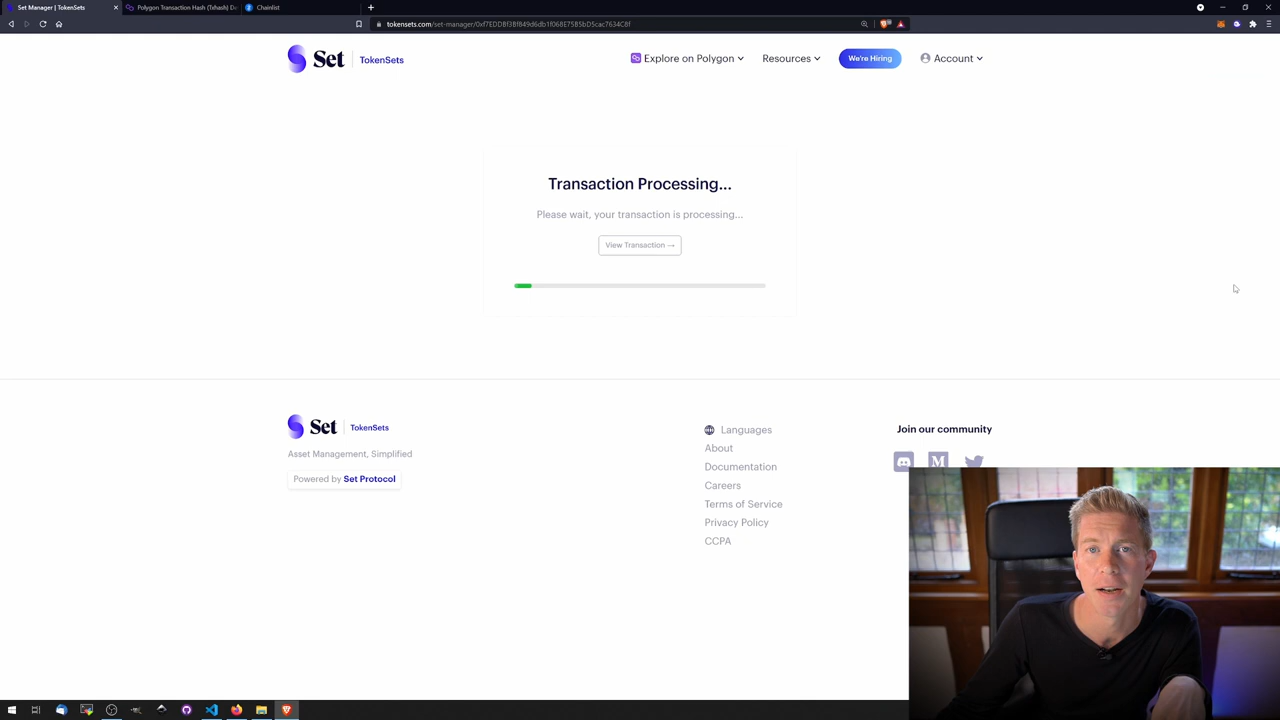 Set Manager | TokenSets
Polygon Transaction Hash (Txhash) De
Chainlist
tokensets.com/set-manager/
Set TokenSets
Explore on Polygon
Resources
We're Hiring
Account
Transaction Processing...
Please wait, your transaction is processing...
View Transaction →
Set TokenSets
Asset Management, Simplified
Powered by Set Protocol
Languages
About
Documentation
Careers
Terms of Service
Privacy Policy
CCPA
Join our community